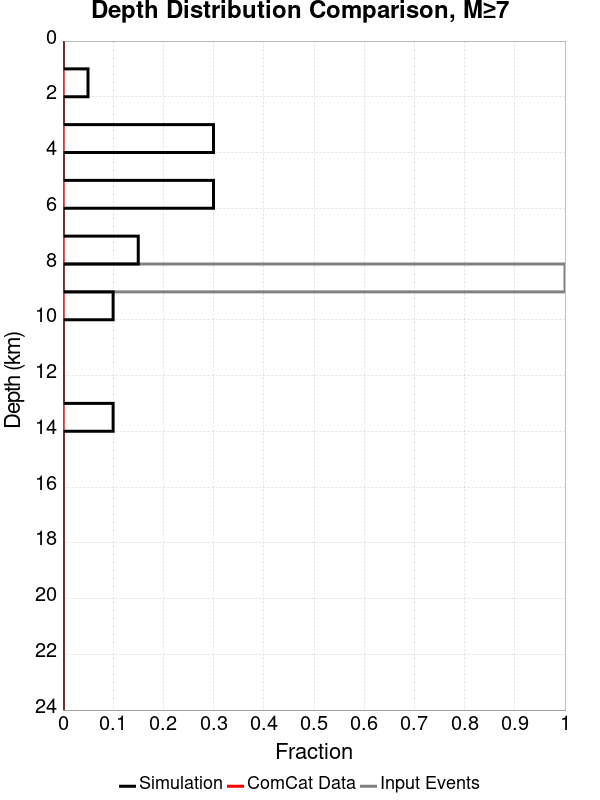 Depth Distribution Comparison, M≥7
0
2
4
6
8
10
12
14
16
18
20
22
24
Depth (km)
0 0.1 0.2 0.3 0.4 0.5 0.6 0.7 0.8 0.9 1
Fraction
Simulation ComCat Data Input Events